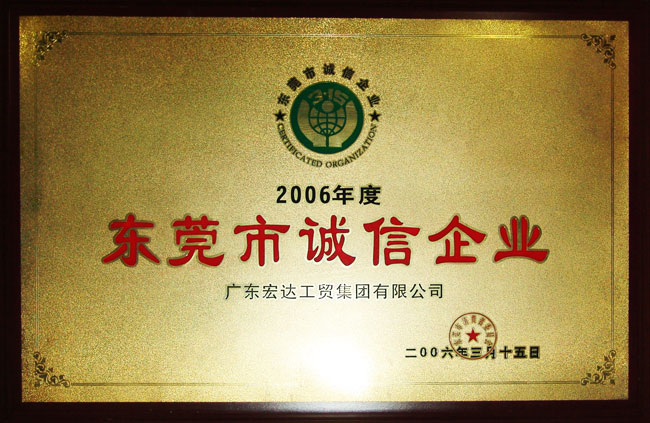 东莞市诚信企业
315
CERTIFICATED ORGANIZATION
2006年度
东莞市诚信企业
广东宏达工贸集团有限公司
二00六年三月十五日